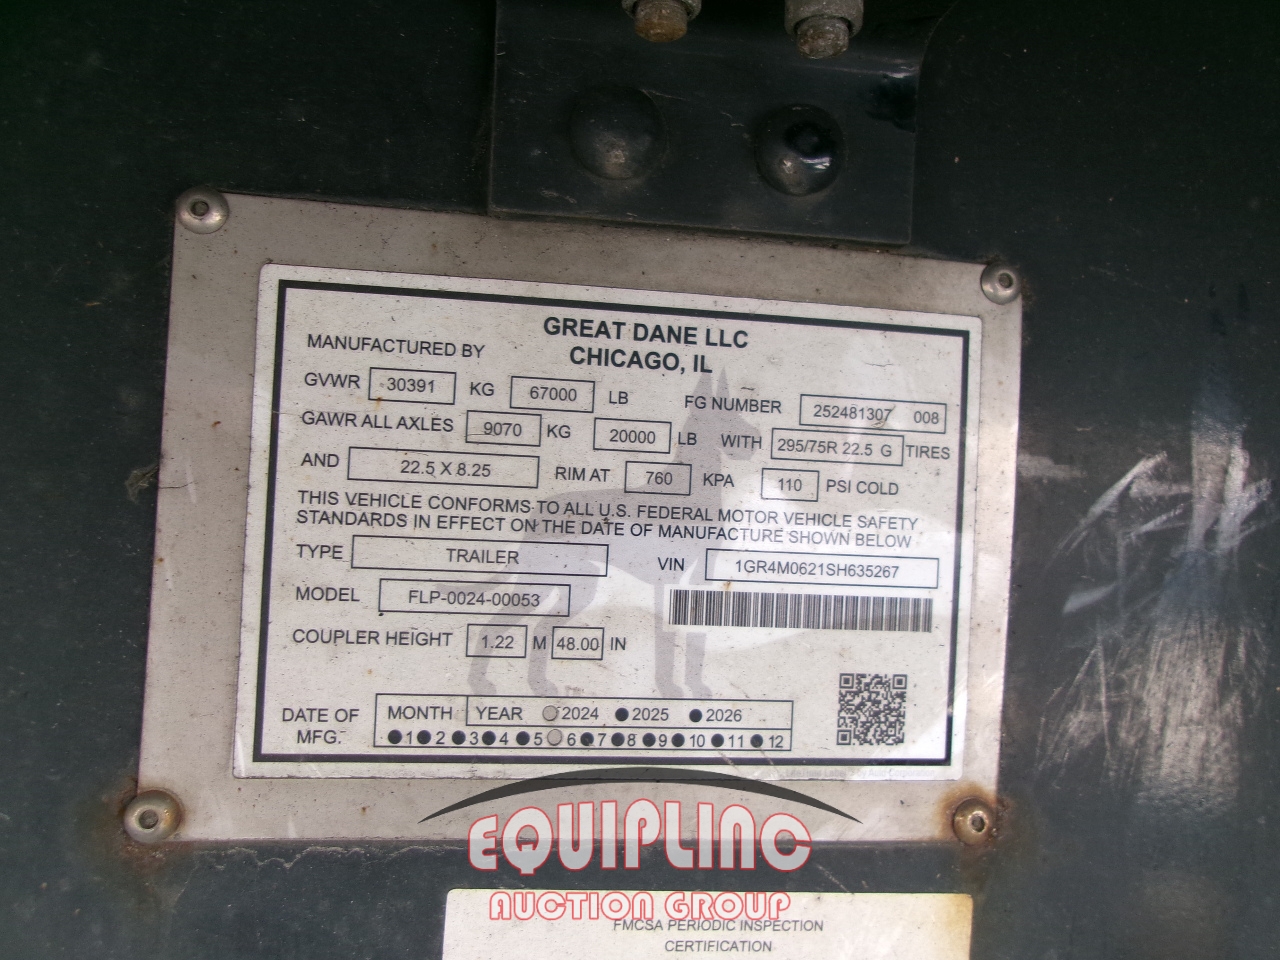 GREAT DANE LLC
MANUFACTURED BY CHICAGO, IL
GVWR 30391 KG 67000 LB FG NUMBER 252481307 008
GAWR ALL AXLES 9070 KG 20000 LB WITH 295/75R 22.5 G TIRES
AND 22.5 X 8.25 RIM AT 760 KPA 110 PSI COLD
THIS VEHICLE CONFORMS TO ALL U.S. FEDERAL MOTOR VEHICLE SAFETY
STANDARDS IN EFFECT ON THE DATE OF MANUFACTURE SHOWN BELOW
TYPE TRAILER VIN 1GR4M0621SH635267
MODEL FLP-0024-00053
COUPLER HEIGHT 1.22 M 48.00 IN
DATE OF MFG. MONTH YEAR 2024 2025 2026
1 2 3 4 5 6 7 8 9 10 11 12
EQUIPLINC
AUCTION GROUP
FMCSA PERIODIC INSPECTION
CERTIFICATION